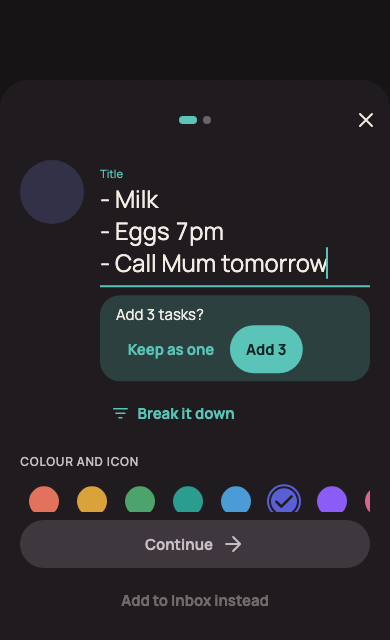 Title
- Milk
- Eggs 7pm
- Call Mum tomorrow
Add 3 tasks?
Keep as one
Add 3
Break it down
COLOUR AND ICON
Continue
Add to Inbox instead